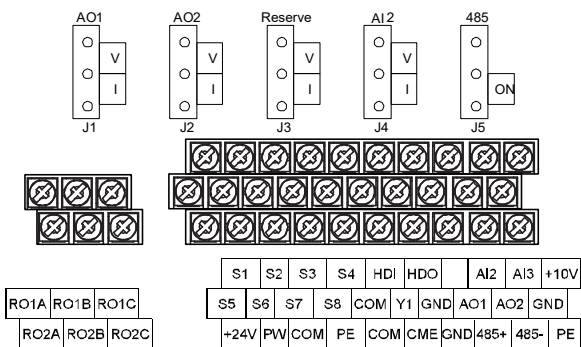 AO1 AO2 Reserve AI2 485
V V V V
I I I I ON
J1 J2 J3 J4 J5
S1 S2 S3 S4 HDI HDO AI2 AI3 +10V
RO1A RO1B RO1C S5 S6 S7 S8 COM Y1 GND AO1 AO2 GND
RO2A RO2B RO2C +24V PW COM PE COM CME GND 485+ 485- PE